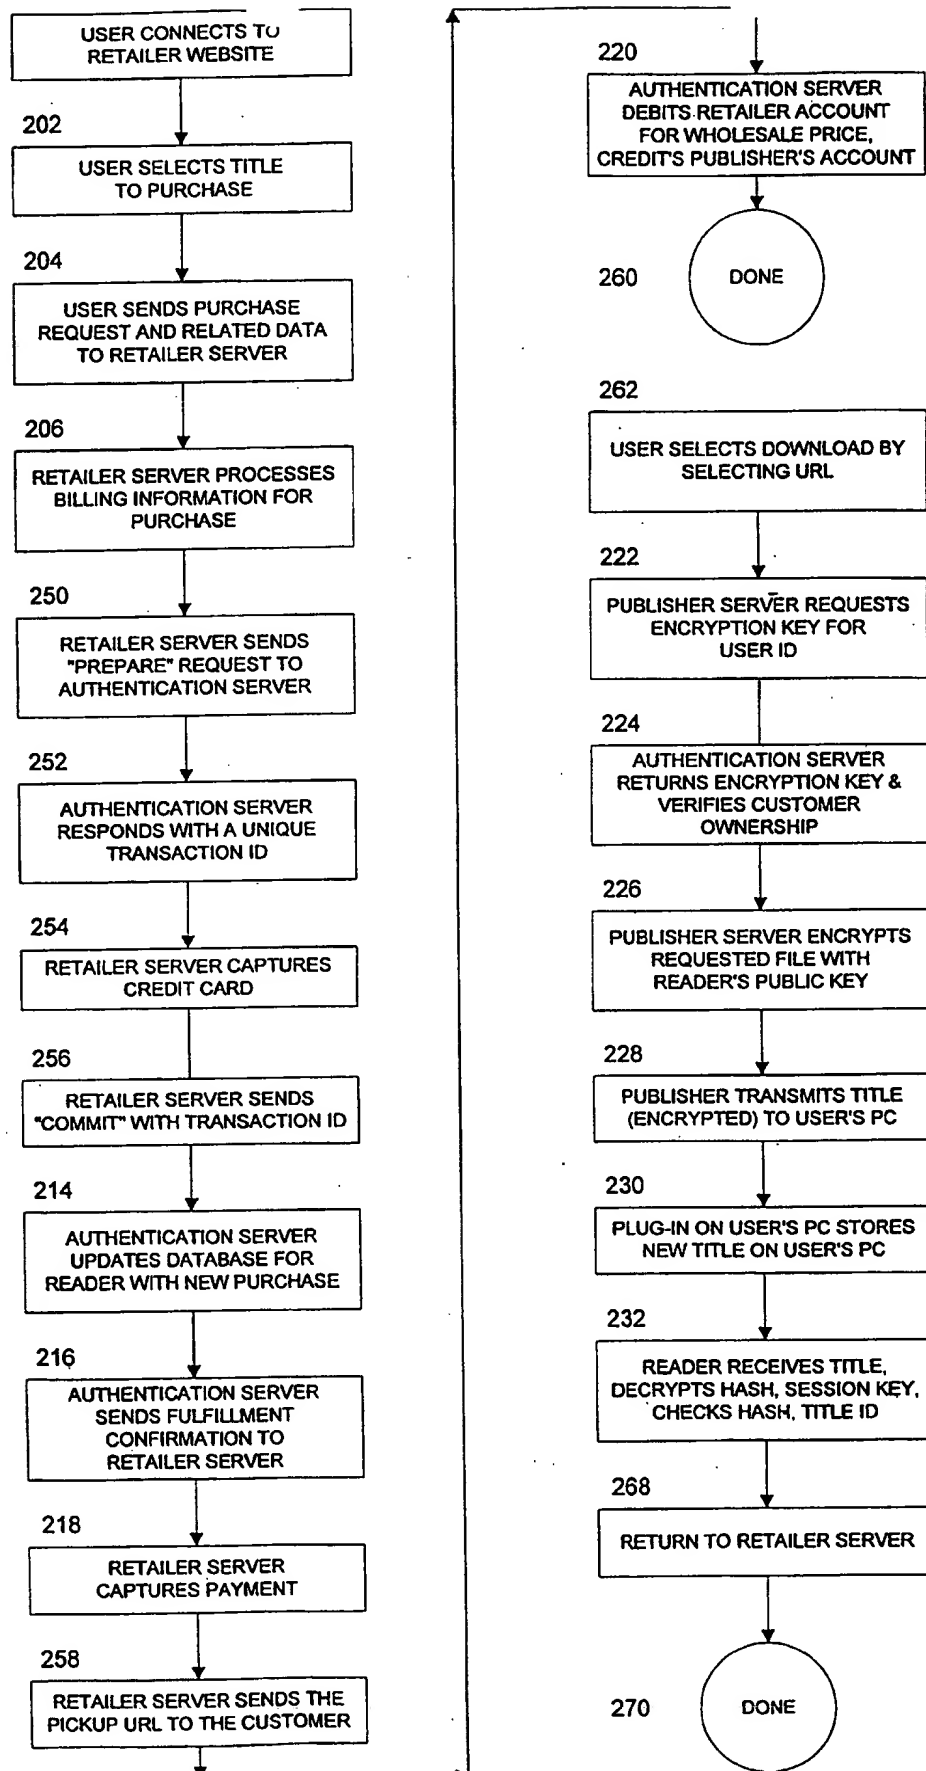 USER CONNECTS TO
RETAILER WEBSITE
202
USER SELECTS TITLE
TO PURCHASE
204
USER SENDS PURCHASE
REQUEST AND RELATED DATA
TO RETAILER SERVER
206
RETAILER SERVER PROCESSES
BILLING INFORMATION FOR
PURCHASE
250
RETAILER SERVER SENDS
"PREPARE" REQUEST TO
AUTHENTICATION SERVER
252
AUTHENTICATION SERVER
RESPONDS WITH A UNIQUE
TRANSACTION ID
254
RETAILER SERVER CAPTURES
CREDIT CARD
256
RETAILER SERVER SENDS
"COMMIT" WITH TRANSACTION ID
214
AUTHENTICATION SERVER
UPDATES DATABASE FOR
READER WITH NEW PURCHASE
216
AUTHENTICATION SERVER
SENDS FULFILLMENT
CONFIRMATION TO
RETAILER SERVER
218
RETAILER SERVER
CAPTURES PAYMENT
258
RETAILER SERVER SENDS THE
PICKUP URL TO THE CUSTOMER
220
AUTHENTICATION SERVER
DEBITS RETAILER ACCOUNT
FOR WHOLESALE PRICE,
CREDIT'S PUBLISHER'S ACCOUNT
260
DONE
262
USER SELECTS DOWNLOAD BY
SELECTING URL
222
PUBLISHER SERVER REQUESTS
ENCRYPTION KEY FOR
USER ID
224
AUTHENTICATION SERVER
RETURNS ENCRYPTION KEY &
VERIFIES CUSTOMER
OWNERSHIP
226
PUBLISHER SERVER ENCRYPTS
REQUESTED FILE WITH
READER'S PUBLIC KEY
228
PUBLISHER TRANSMITS TITLE
(ENCRYPTED) TO USER'S PC
230
PLUG-IN ON USER'S PC STORES
NEW TITLE ON USER'S PC
232
READER RECEIVES TITLE,
DECRYPTS HASH, SESSION KEY,
CHECKS HASH, TITLE ID
268
RETURN TO RETAILER SERVER
270
DONE